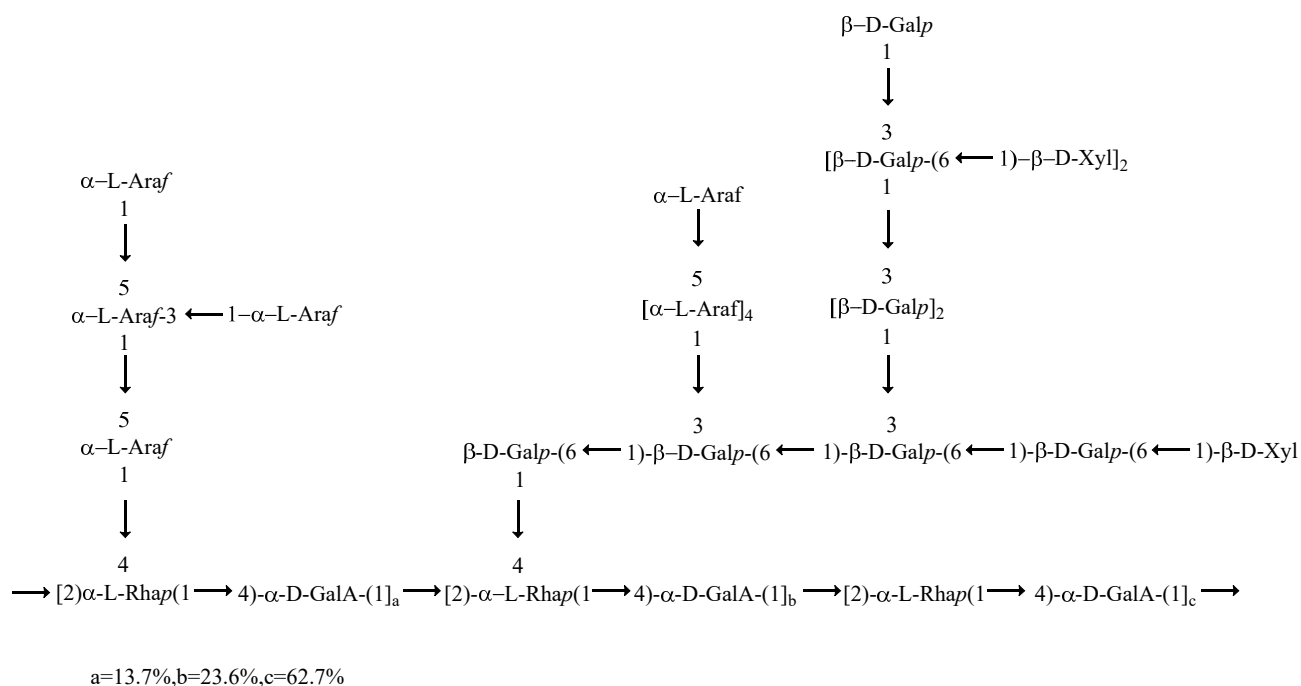 β–D-Galp
1
3
[β–D-Galp-(6 1)–β–D-Xyl]2
1
α–L-Araf
1
α–L-Araf
5
α–L-Araf-3 1–α–L-Araf
1
5
[α–L-Araf]4
1
3
[β–D-Galp]2
1
5
α–L-Araf
1
3
3
β-D-Galp-(6 1)-β–D-Galp-(6 1)-β-D-Galp-(6 1)-β-D-Galp-(6 1)-β-D-Xyl
1
4
4
[2)α-L-Rhap(1 4)-α-D-GalA-(1]a [2)-α–L-Rhap(1 4)-α-D-GalA-(1]b [2)-α-L-Rhap(1 4)-α-D-GalA-(1]c
a=13.7%,b=23.6%,c=62.7%